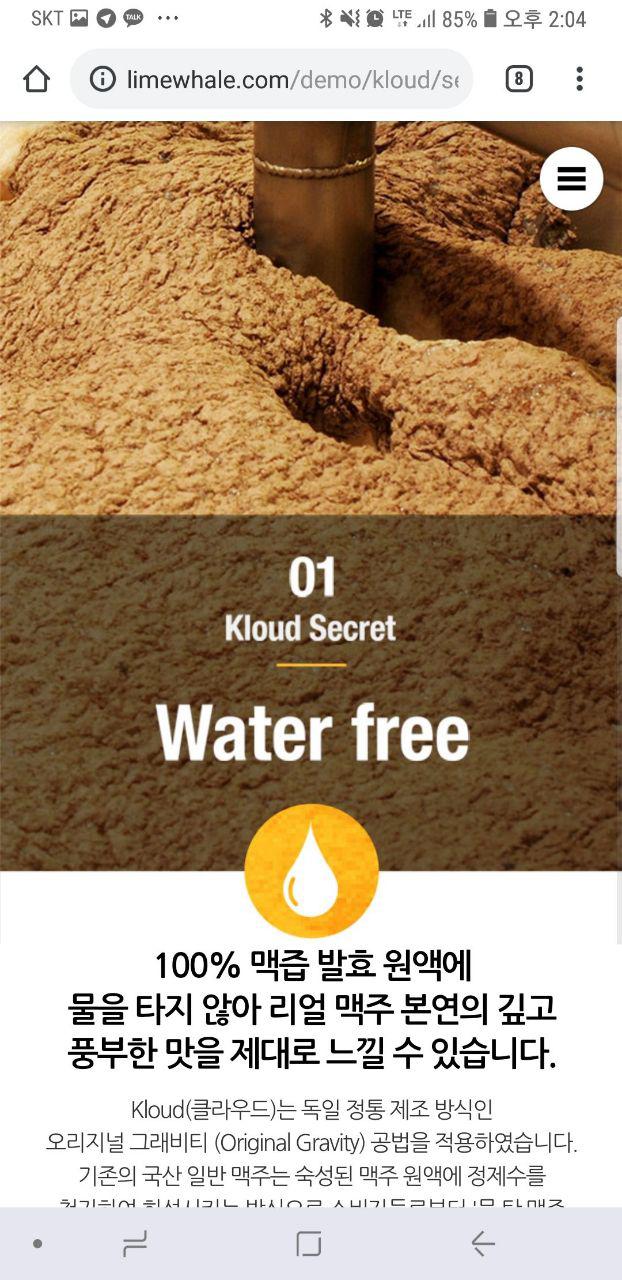 SKT TALK LTE 85% 오후 2:04
limewhale.com/demo/kloud/se
8
01
Kloud Secret
Water free
100% 맥즙 발효 원액에
물을 타지 않아 리얼 맥주 본연의 깊고
풍부한 맛을 제대로 느낄 수 있습니다.
Kloud(클라우드)는 독일 정통 제조 방식인
오리지널 그래비티 (Original Gravity) 공법을 적용하였습니다.
기존의 국산 일반 맥주는 숙성된 맥주 원액에 정제수를